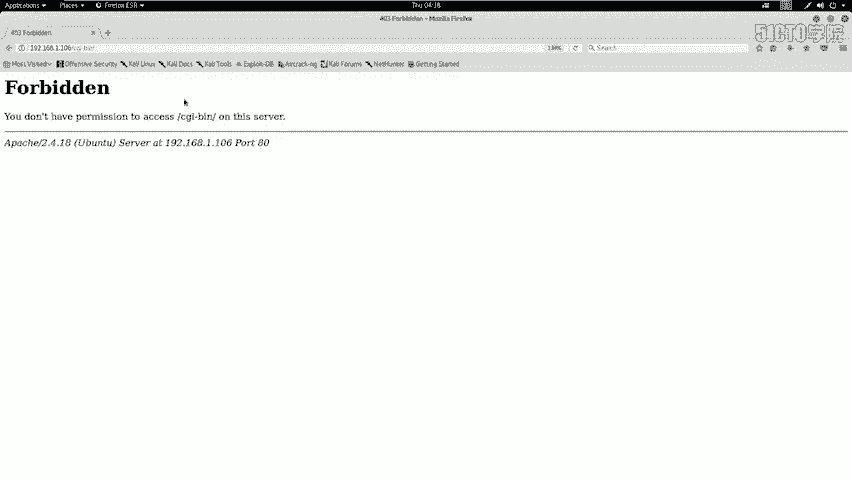 Applications ▾ Places ▾ Firefox ESR ▾ Thu 04:18
403 Forbidden - Mozilla Firefox
51CTO学院
403 Forbidden
192.168.1.106/cgi-bin/ Search
Most Visited Offensive Security Kali Linux Kali Docs Kali Tools Exploit-DB Aircrack-ng Kali Forums NetHunter Getting Started
Forbidden
You don't have permission to access /cgi-bin/ on this server.
Apache/2.4.18 (Ubuntu) Server at 192.168.1.106 Port 80